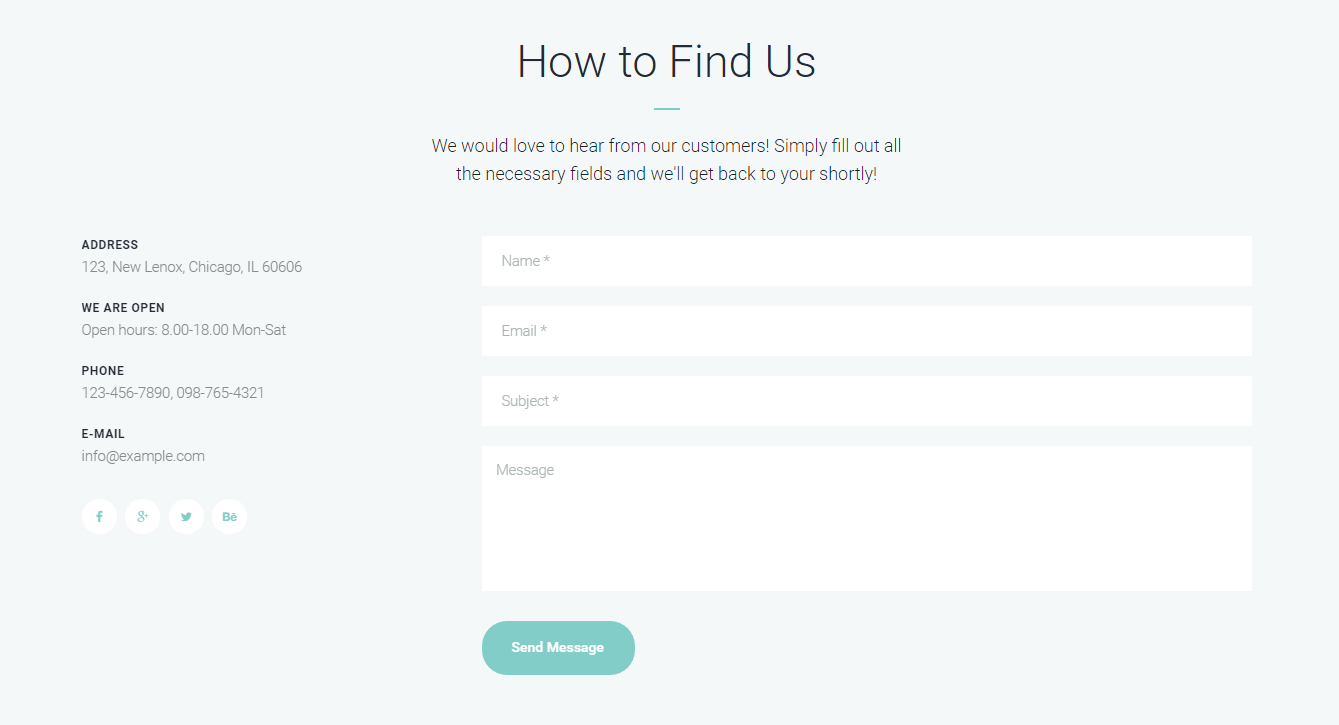 How to Find Us
We would love to hear from our customers! Simply fill out all
the necessary fields and we'll get back to your shortly!
ADDRESS
123, New Lenox, Chicago, IL 60606
WE ARE OPEN
Open hours: 8.00-18.00 Mon-Sat
PHONE
123-456-7890, 098-765-4321
E-MAIL
info@example.com
f
g+
Bē
Name *
Email *
Subject *
Message
Send Message